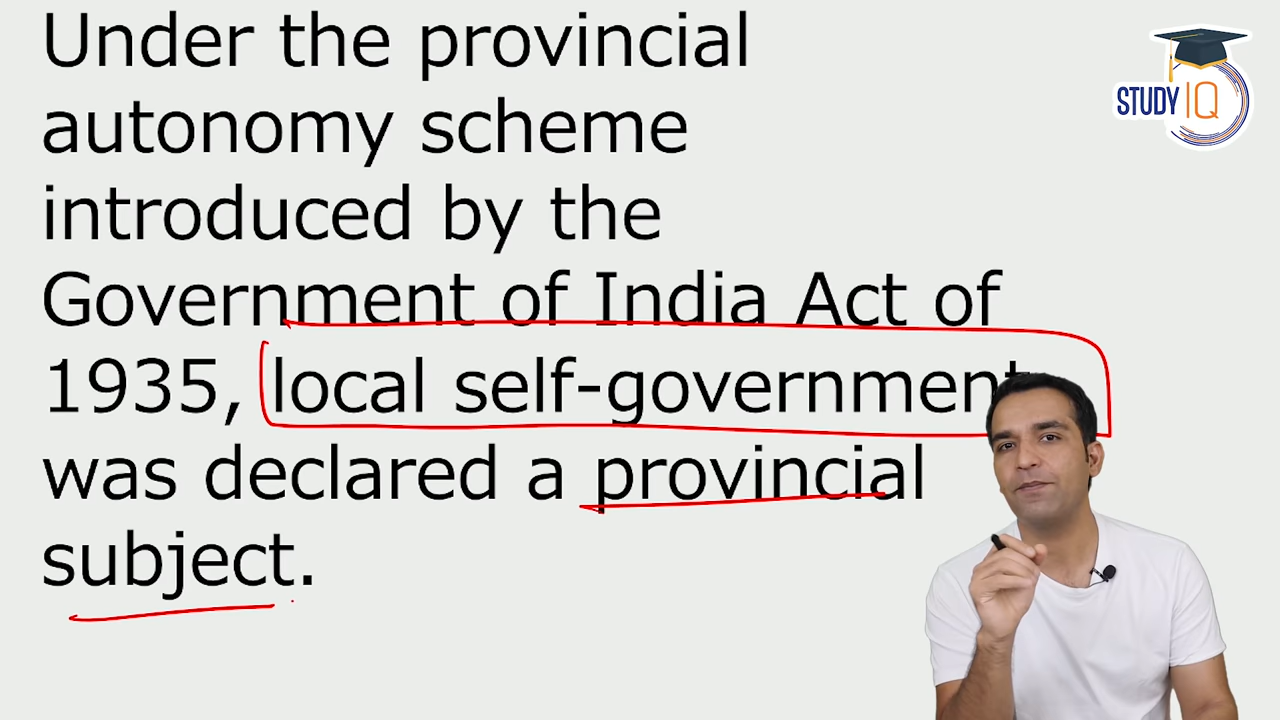 Under the provincial
autonomy scheme
introduced by the
Government of India Act of
1935, local self-government
was declared a provincial
subject.
STUDY IQ